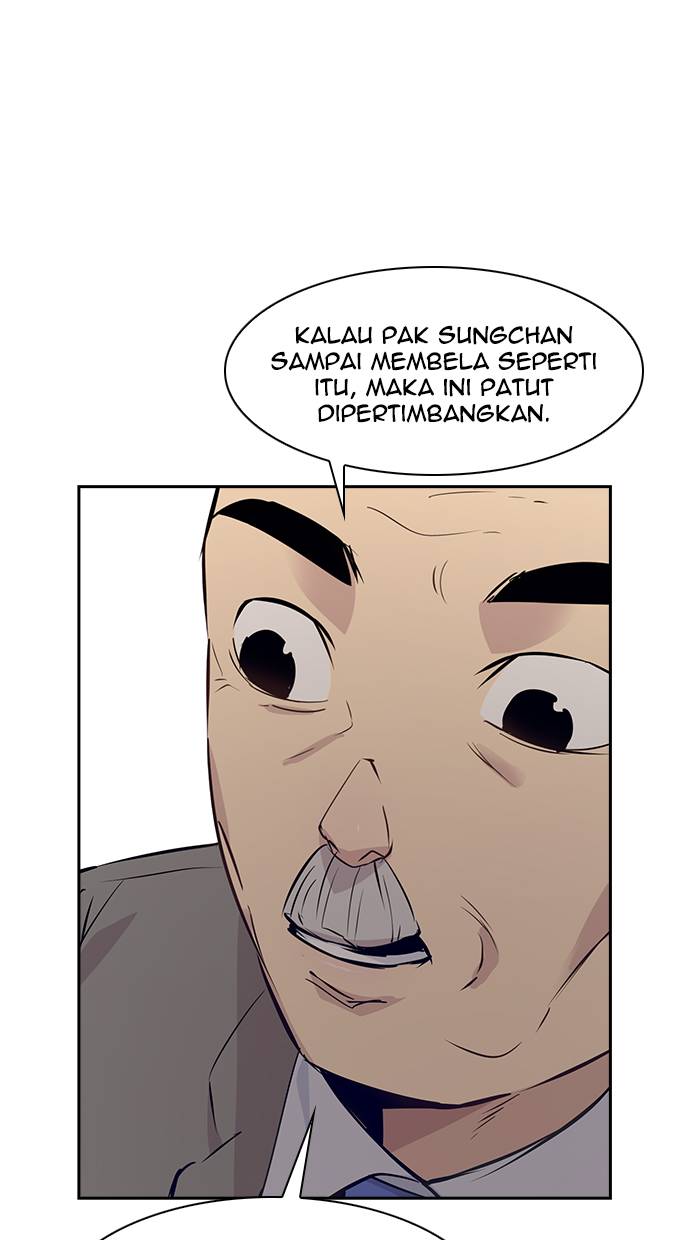 KALAU PAK SUNGCHAN
SAMPAI MEMBELA SEPERTI
ITU, MAKA INI PATUT
DIPERTIMBANGKAN.